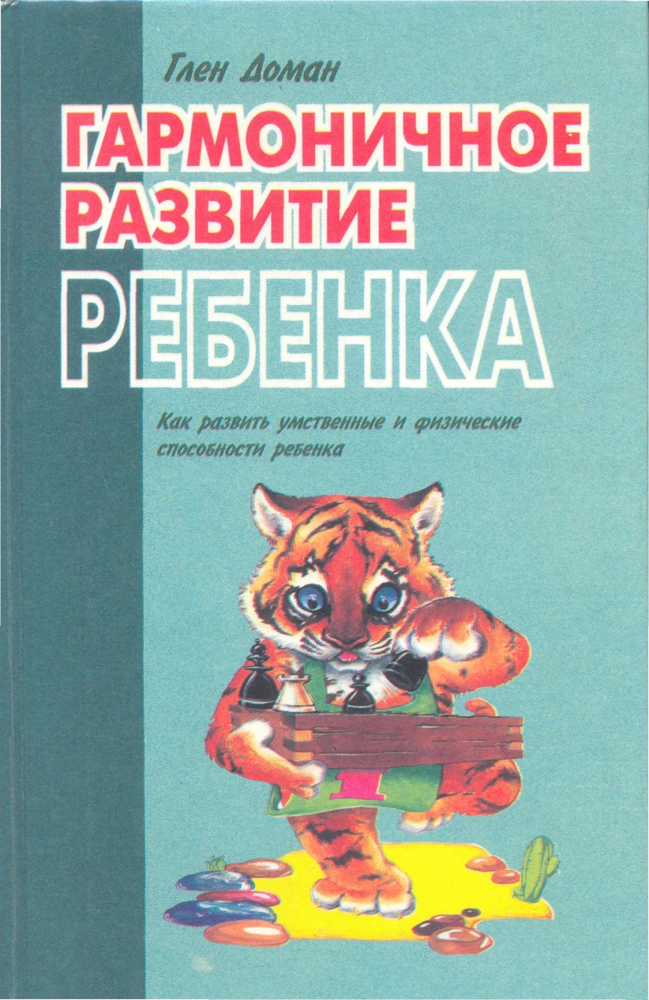 Глен Доман
ГАРМОНИЧНОЕ
РАЗВИТИЕ
РЕБЕНКА
Как развить умственные и физические
способности ребенка
1